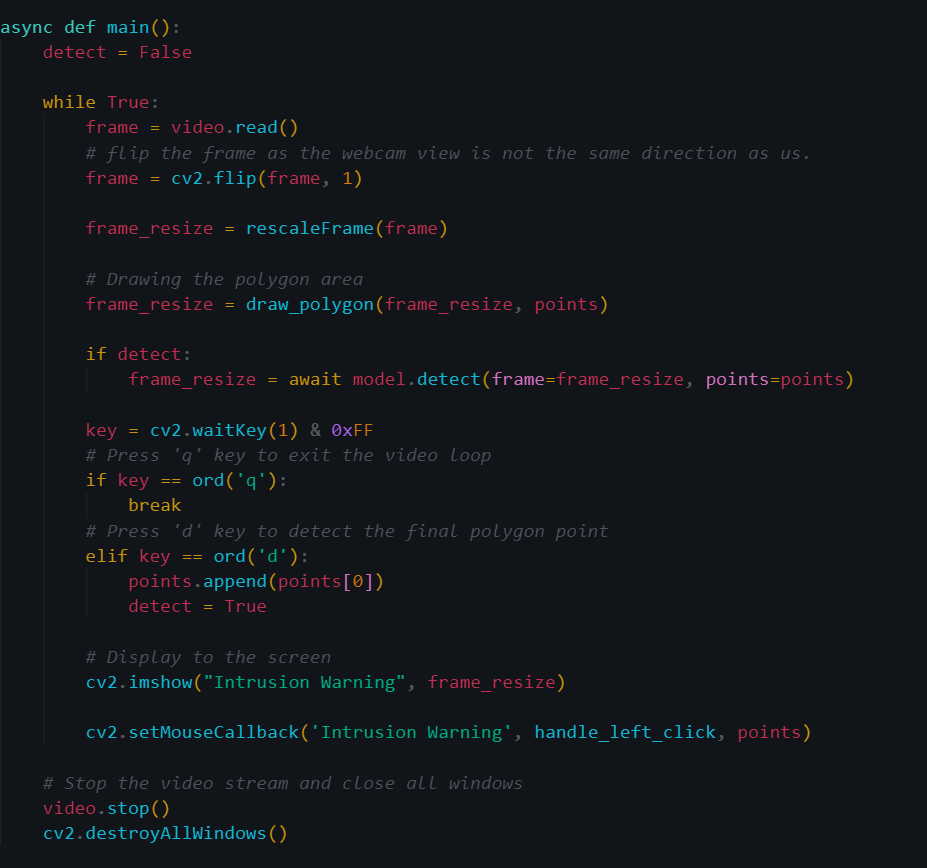 async def main():
    detect = False

    while True:
        frame = video.read()
        # flip the frame as the webcam view is not the same direction as us.
        frame = cv2.flip(frame, 1)

        frame_resize = rescaleFrame(frame)

        # Drawing the polygon area
        frame_resize = draw_polygon(frame_resize, points)

        if detect:
            frame_resize = await model.detect(frame=frame_resize, points=points)

        key = cv2.waitKey(1) & 0xFF
        # Press 'q' key to exit the video loop
        if key == ord('q'):
            break
        # Press 'd' key to detect the final polygon point
        elif key == ord('d'):
            points.append(points[0])
            detect = True

        # Display to the screen
        cv2.imshow("Intrusion Warning", frame_resize)

        cv2.setMouseCallback('Intrusion Warning', handle_left_click, points)

    # Stop the video stream and close all windows
    video.stop()
    cv2.destroyAllWindows()